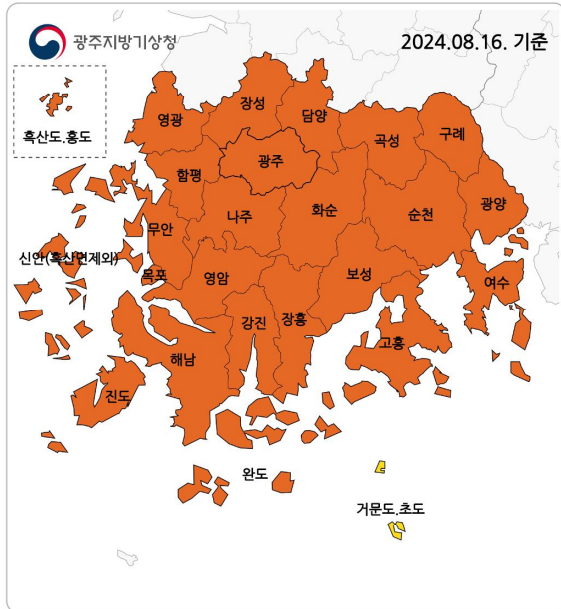 광주지방기상청
2024.08.16. 기준
흑산도.홍도
영광
장성
담양
곡성
구례
함평
광주
무안
나주
화순
순천
광양
신안(흑산면제외)
목포
영암
보성
여수
강진
장흥
해남
고흥
진도
완도
거문도.초도